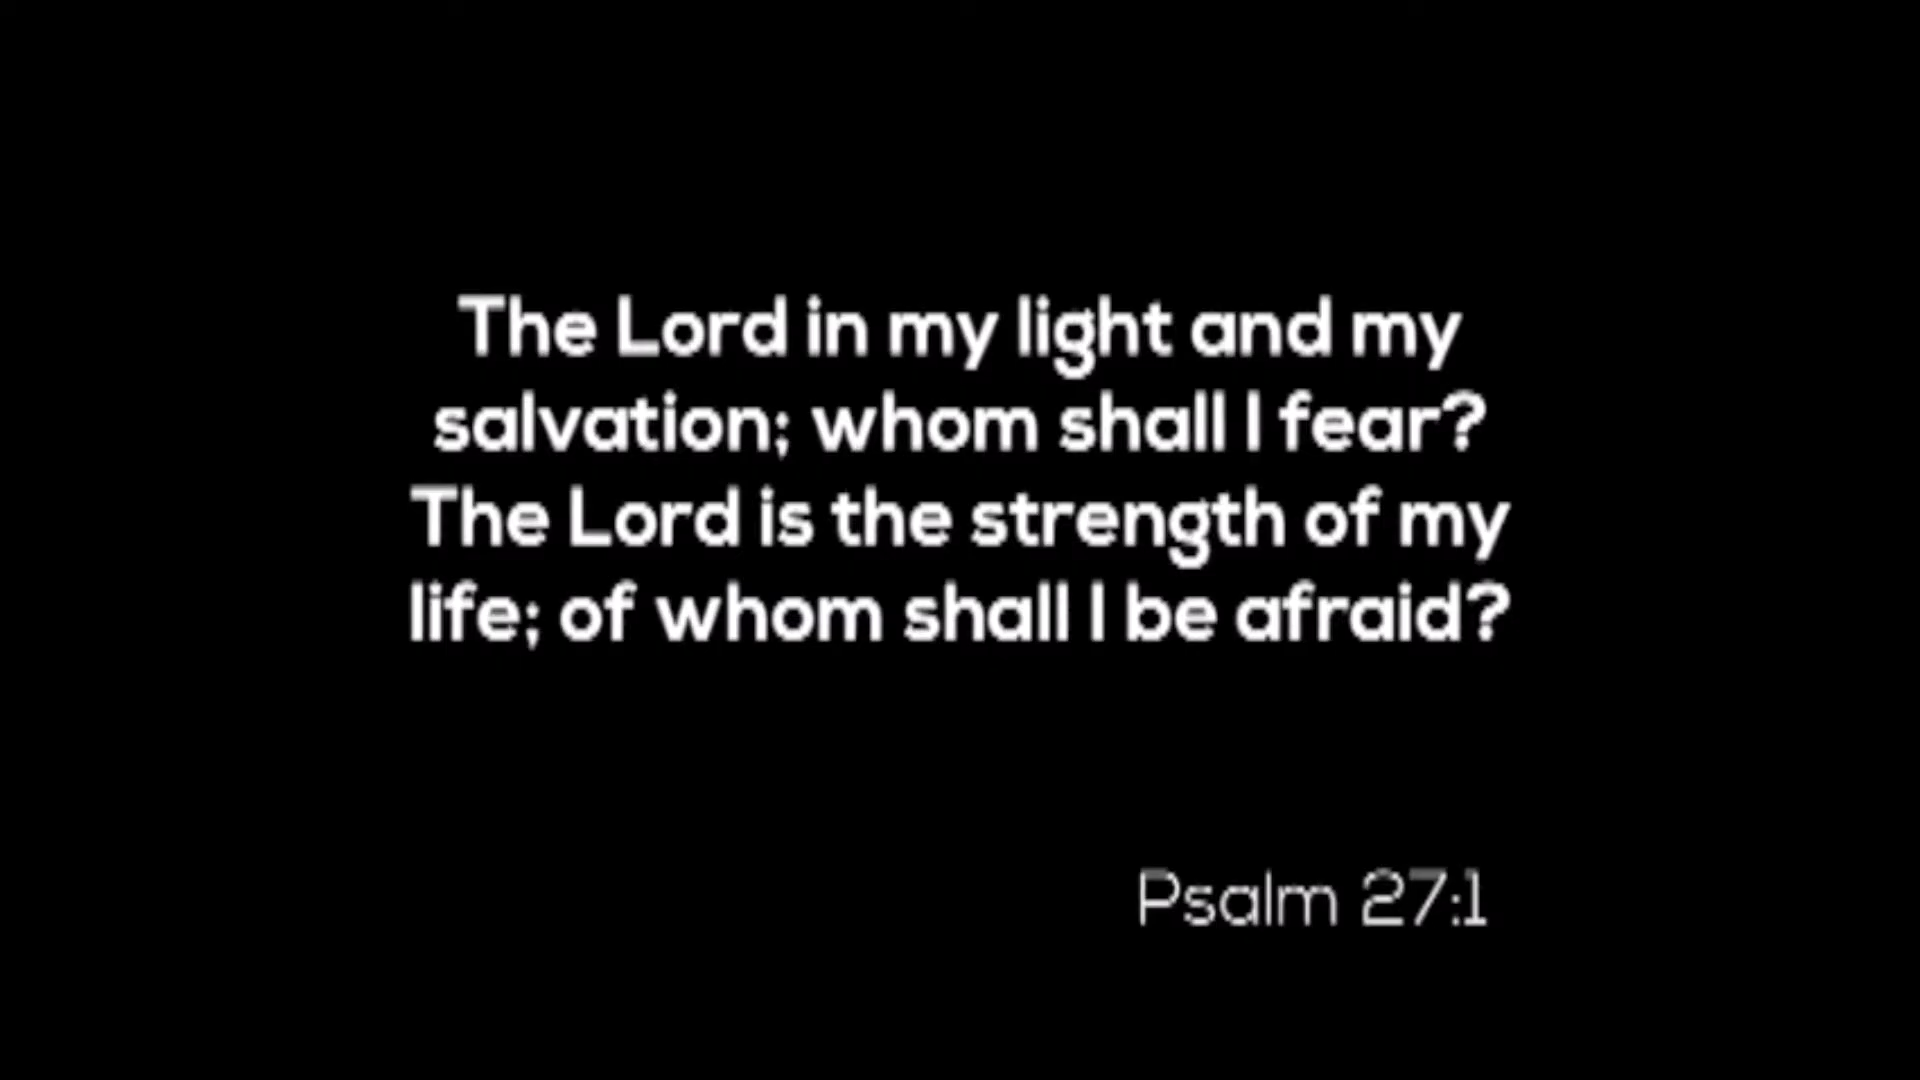 The Lord in my light and my
salvation; whom shall I fear?
The Lord is the strength of my
life; of whom shall I be afraid?
Psalm 27:1